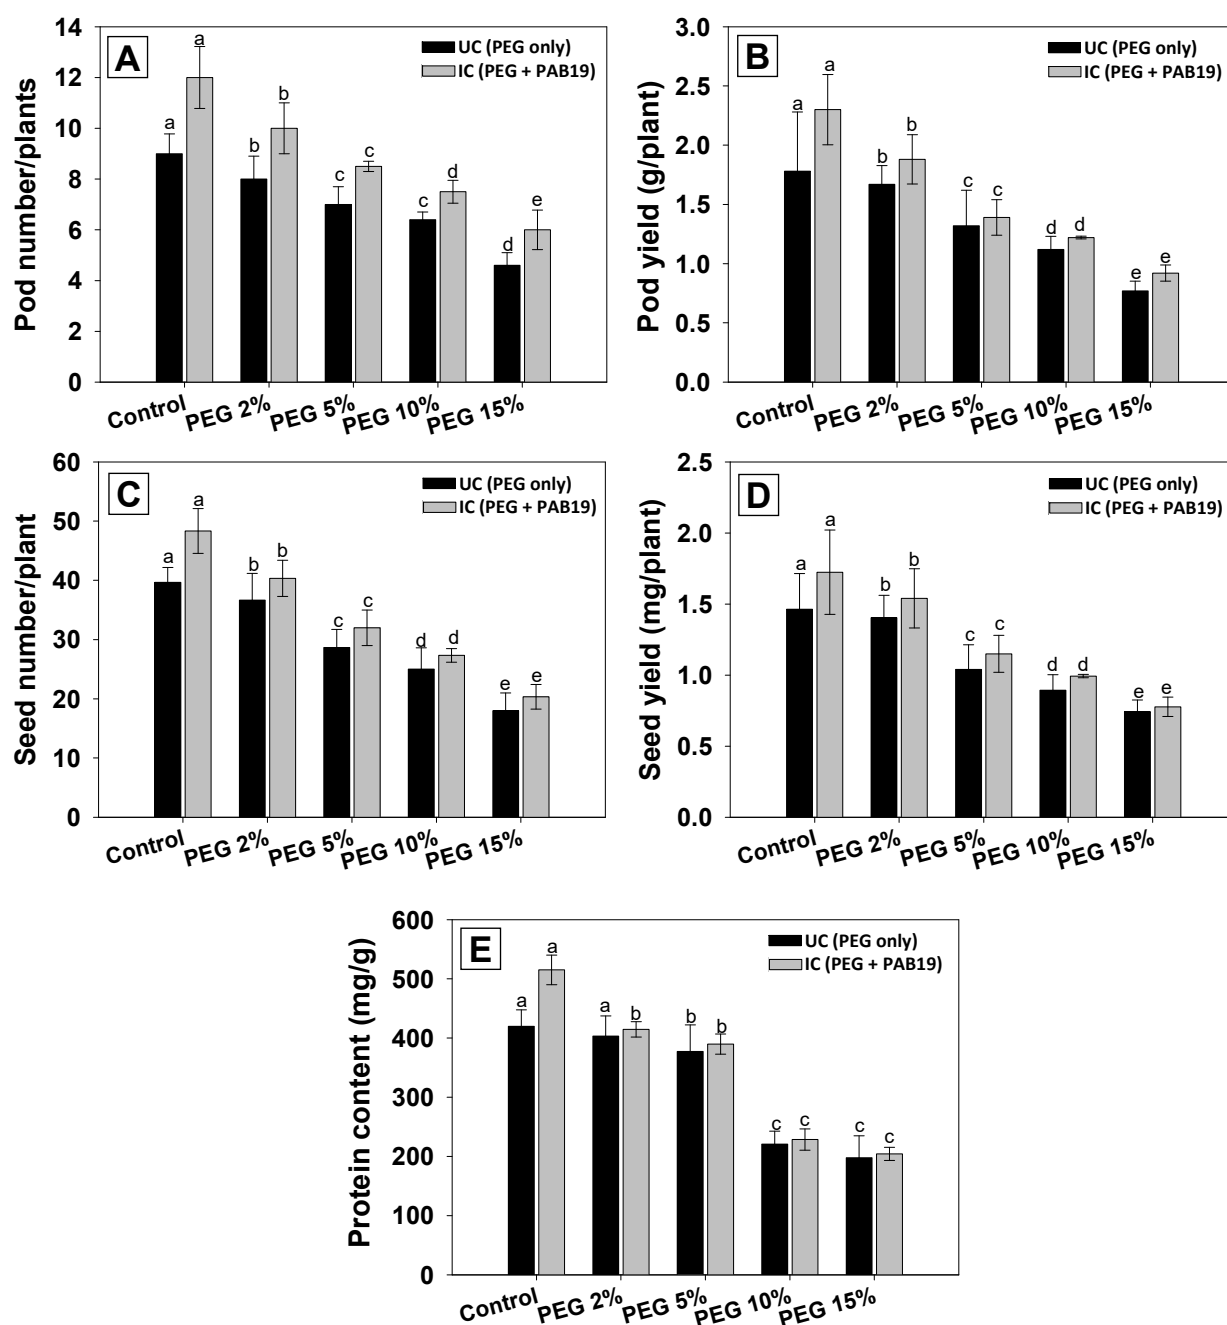 A
UC (PEG only)
IC (PEG + PAB19)
Pod number/plants
14
12
10
8
6
4
2
0
a
a
b
b
c
c
c
d
d
e
Control
PEG 2%
PEG 5%
PEG 10%
PEG 15%
B
UC (PEG only)
IC (PEG + PAB19)
Pod yield (g/plant)
3.0
2.5
2.0
1.5
1.0
0.5
0.0
a
a
b
b
c
c
d
d
e
e
Control
PEG 2%
PEG 5%
PEG 10%
PEG 15%
C
UC (PEG only)
IC (PEG + PAB19)
Seed number/plant
60
50
40
30
20
10
0
a
a
b
b
c
c
d
d
e
e
Control
PEG 2%
PEG 5%
PEG 10%
PEG 15%
D
UC (PEG only)
IC (PEG + PAB19)
Seed yield (mg/plant)
2.5
2.0
1.5
1.0
0.5
0.0
a
a
b
b
c
c
d
d
e
e
Control
PEG 2%
PEG 5%
PEG 10%
PEG 15%
E
UC (PEG only)
IC (PEG + PAB19)
Protein content (mg/g)
600
500
400
300
200
100
0
a
a
a
b
b
b
c
c
c
c
Control
PEG 2%
PEG 5%
PEG 10%
PEG 15%